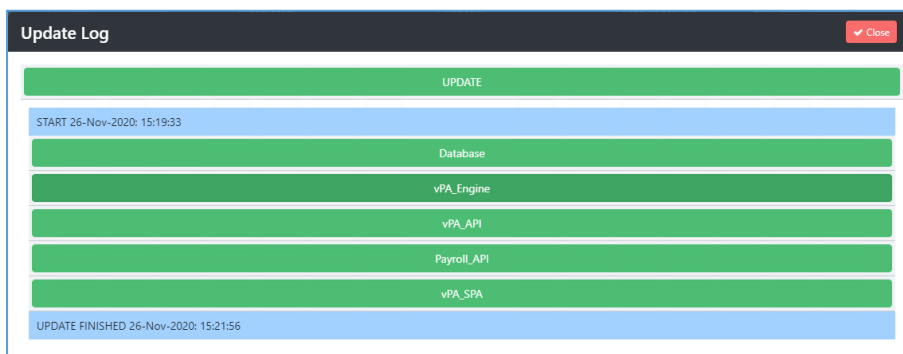 Update Log
Close
UPDATE
START 26-Nov-2020: 15:19:33
Database
vPA_Engine
vPA_API
Payroll_API
vPA_SPA
UPDATE FINISHED 26-Nov-2020: 15:21:56